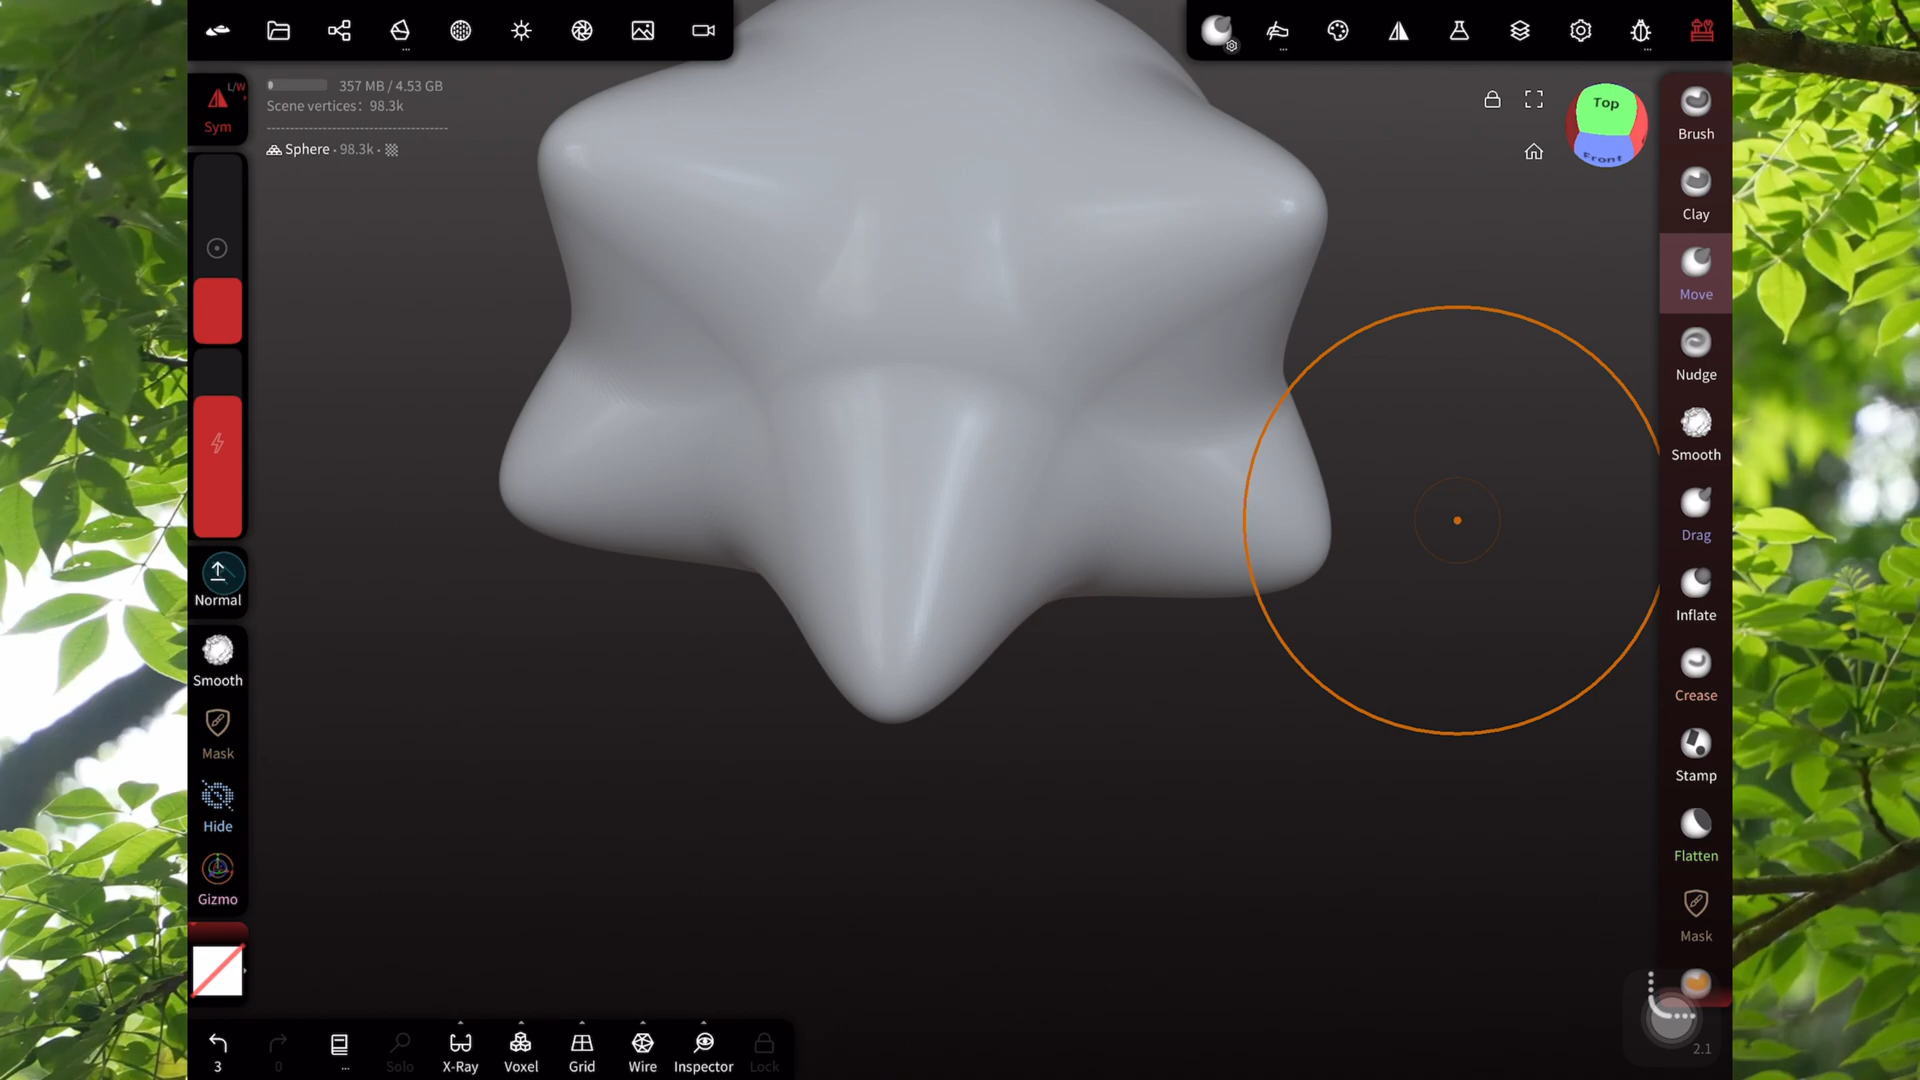 L/W
Sym
357 MB / 4.53 GB
Scene vertices: 98.3k
Sphere • 98.3k •
Top
Front
Brush
Clay
Move
Nudge
Smooth
Drag
Inflate
Crease
Stamp
Flatten
Mask
Normal
Smooth
Mask
Hide
Gizmo
3
0
...
Solo
X-Ray
Voxel
Grid
Wire
Inspector
Lock
2.1